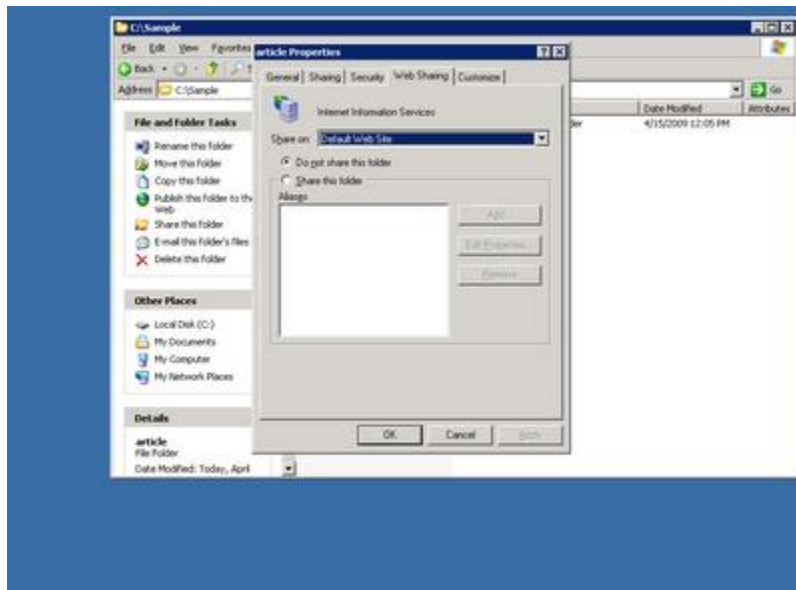 C:\Sample
File Edit View Favorites
Back
Address C:\Sample Go
Date Modified Attributes
4/15/2009 12:05 PM
File and Folder Tasks
Rename this folder
Move this folder
Copy this folder
Publish this folder to the
Web
Share this folder
E-mail this folder's files
Delete this folder
Other Places
Local Disk (C:)
My Documents
My Computer
My Network Places
Details
article
File Folder
Date Modified: Today, April
article Properties
General Sharing Security Web Sharing Customize
Internet Information Services
Share on: Default Web Site
Do not share this folder
Share this folder
Aliases
Add...
Edit Properties...
Remove
OK Cancel Apply